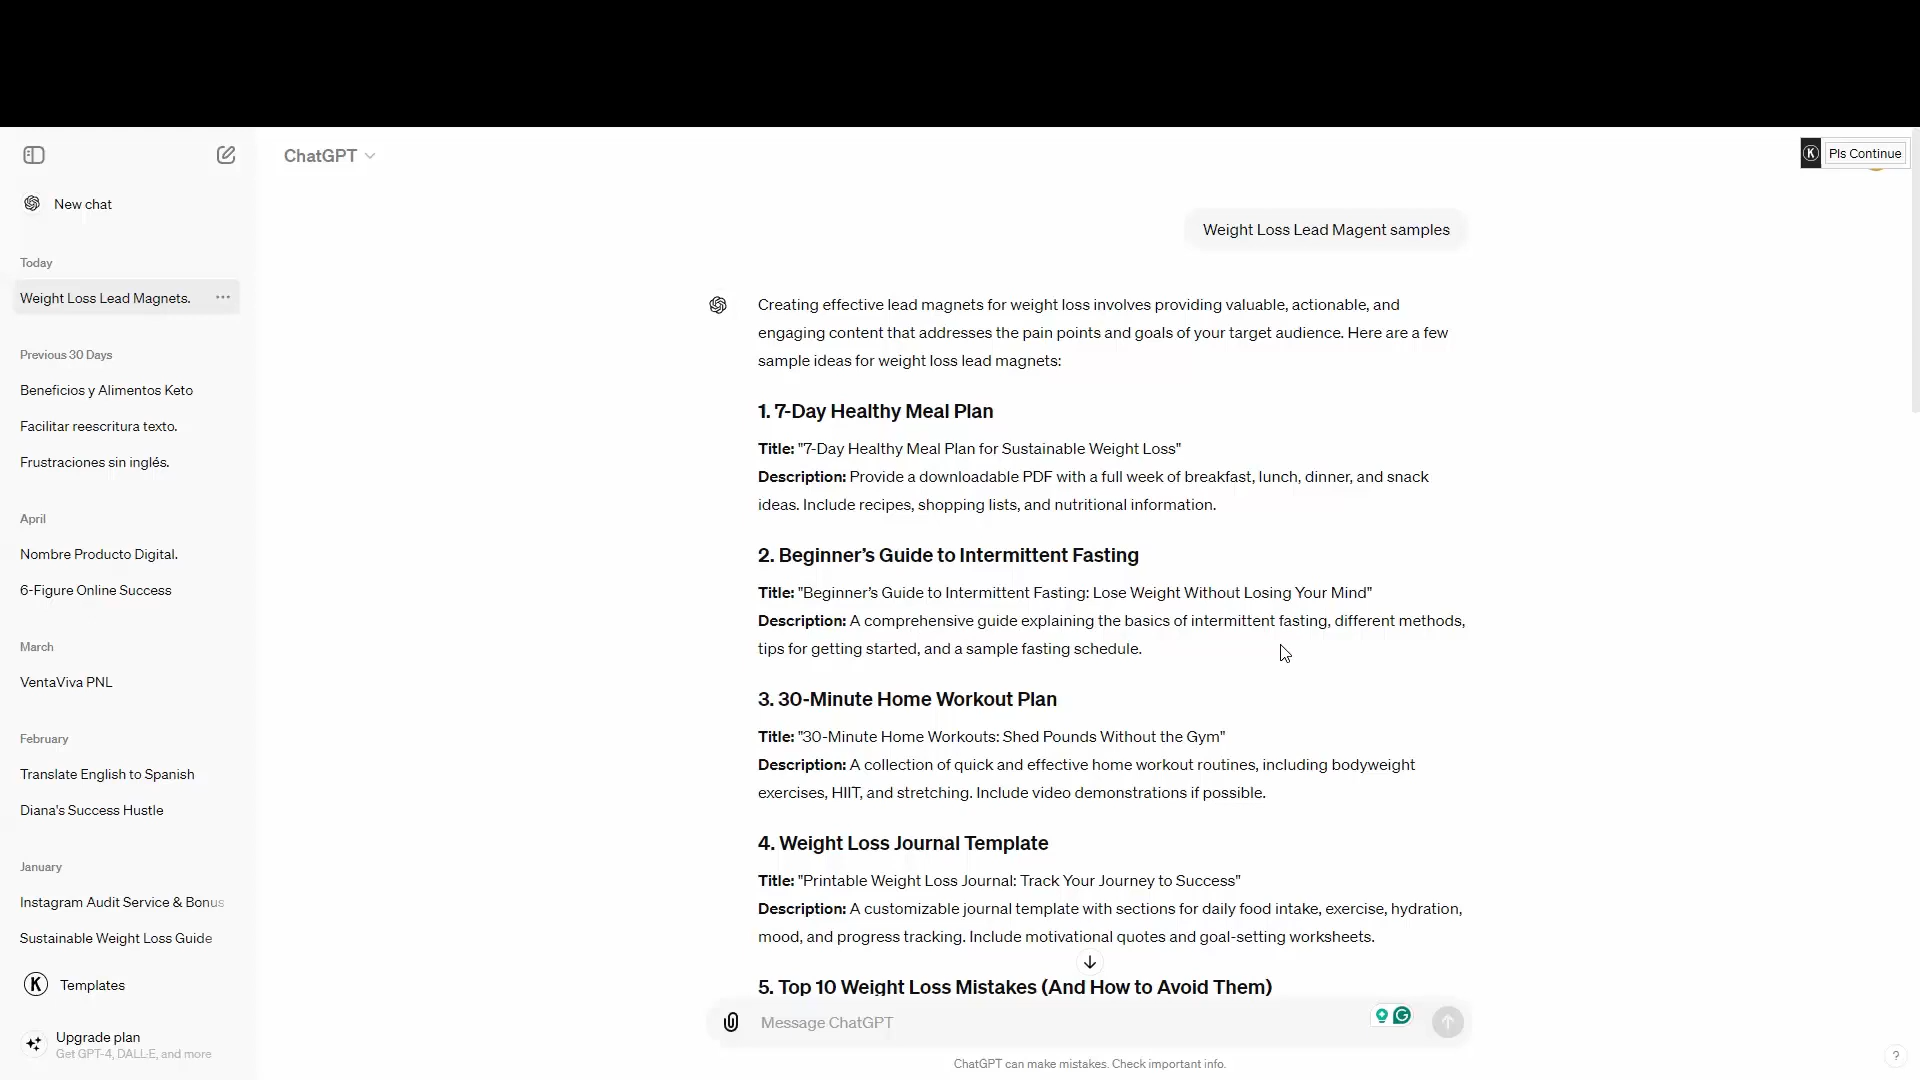 ChatGPT
K Pls Continue
New chat
Today
Weight Loss Lead Magnets.
Previous 30 Days
Beneficios y Alimentos Keto
Facilitar reescritura texto.
Frustraciones sin inglés.
April
Nombre Producto Digital.
6-Figure Online Success
March
VentaViva PNL
February
Translate English to Spanish
Diana's Success Hustle
January
Instagram Audit Service & Bonus
Sustainable Weight Loss Guide
K Templates
Upgrade plan
Get GPT-4, DALL·E, and more
Weight Loss Lead Magent samples
Creating effective lead magnets for weight loss involves providing valuable, actionable, and
engaging content that addresses the pain points and goals of your target audience. Here are a few
sample ideas for weight loss lead magnets:
1. 7-Day Healthy Meal Plan
Title: "7-Day Healthy Meal Plan for Sustainable Weight Loss"
Description: Provide a downloadable PDF with a full week of breakfast, lunch, dinner, and snack
ideas. Include recipes, shopping lists, and nutritional information.
2. Beginner’s Guide to Intermittent Fasting
Title: "Beginner’s Guide to Intermittent Fasting: Lose Weight Without Losing Your Mind"
Description: A comprehensive guide explaining the basics of intermittent fasting, different methods,
tips for getting started, and a sample fasting schedule.
3. 30-Minute Home Workout Plan
Title: "30-Minute Home Workouts: Shed Pounds Without the Gym"
Description: A collection of quick and effective home workout routines, including bodyweight
exercises, HIIT, and stretching. Include video demonstrations if possible.
4. Weight Loss Journal Template
Title: "Printable Weight Loss Journal: Track Your Journey to Success"
Description: A customizable journal template with sections for daily food intake, exercise, hydration,
mood, and progress tracking. Include motivational quotes and goal-setting worksheets.
5. Top 10 Weight Loss Mistakes (And How to Avoid Them)
Message ChatGPT
ChatGPT can make mistakes. Check important info.
?